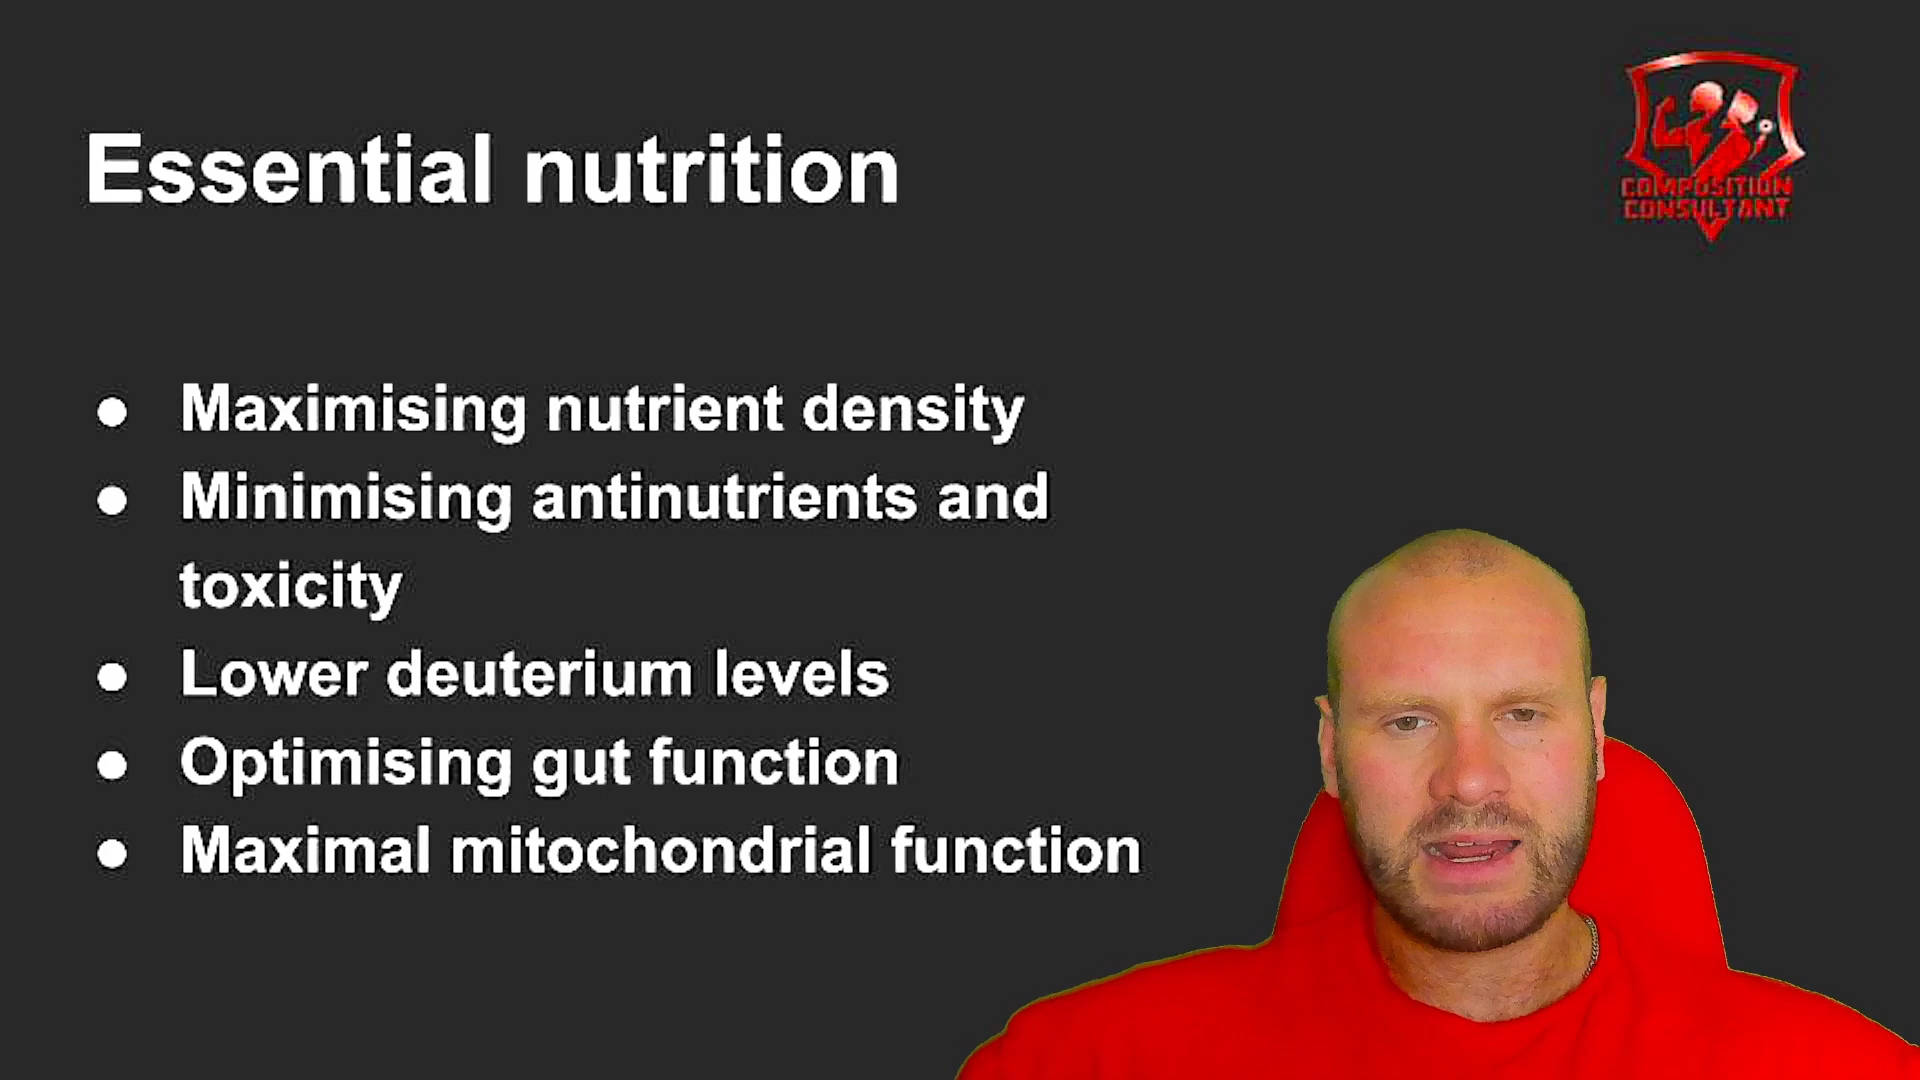 COMPOSITION
CONSULTANT
Essential nutrition
● Maximising nutrient density
● Minimising antinutrients and
toxicity
● Lower deuterium levels
● Optimising gut function
● Maximal mitochondrial function